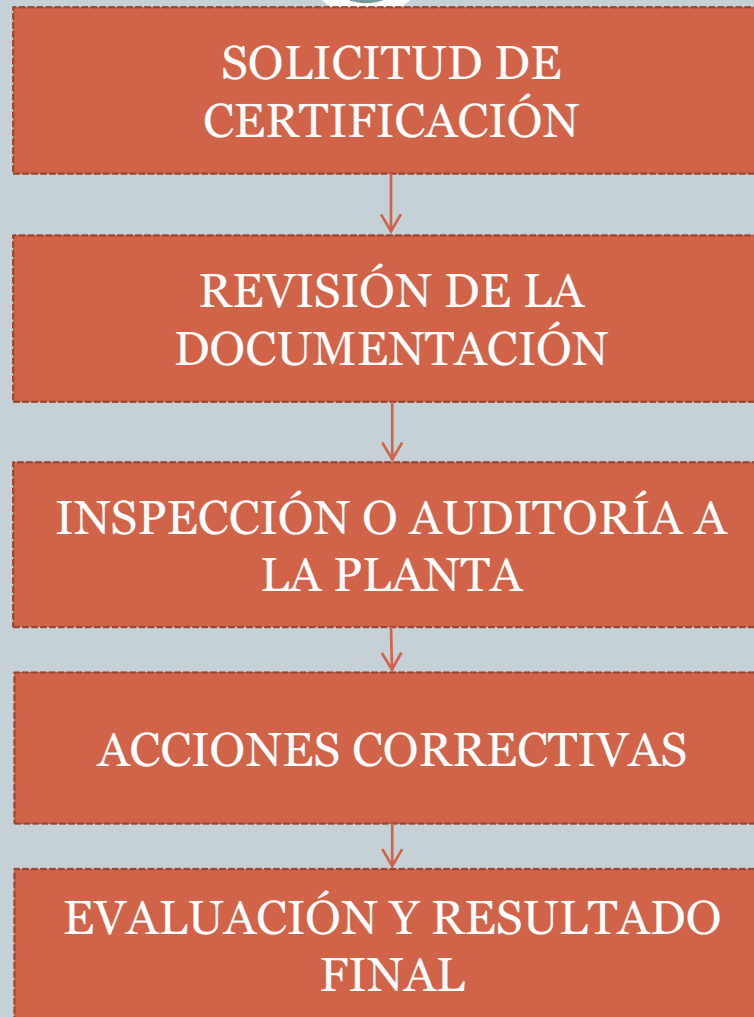 SOLICITUD DE
CERTIFICACIÓN
REVISIÓN DE LA
DOCUMENTACIÓN
INSPECCIÓN O AUDITORÍA A
LA PLANTA
ACCIONES CORRECTIVAS
EVALUACIÓN Y RESULTADO
FINAL